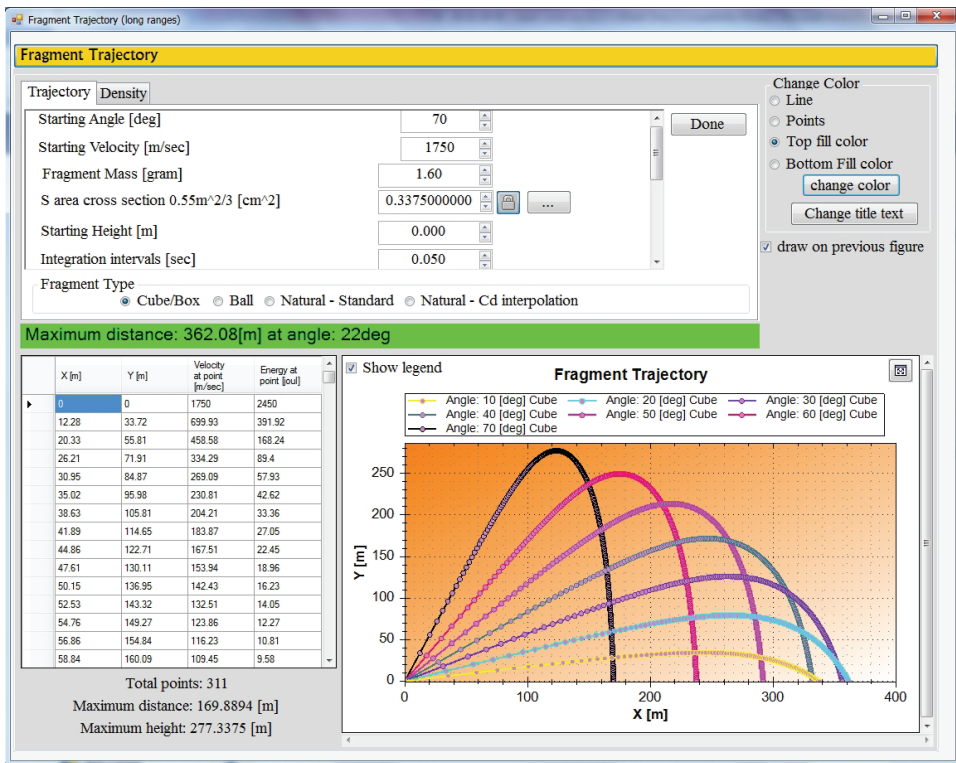 Fragment Trajectory (long ranges)
Fragment Trajectory
Trajectory Density
Starting Angle [deg] 70
Starting Velocity [m/sec] 1750
Fragment Mass [gram] 1.60
S area cross section 0.55m^2/3 [cm^2] 0.3375000000 ...
Starting Height [m] 0.000
Integration intervals [sec] 0.050
Done
Fragment Type
Cube/Box Ball Natural - Standard Natural - Cd interpolation
Change Color
Line
Points
Top fill color
Bottom Fill color
change color
Change title text
draw on previous figure
Maximum distance: 362.08[m] at angle: 22deg
X [m] Y [m] Velocity at point [m/sec] Energy at point [joul]
0 0 1750 2450
12.28 33.72 699.93 391.92
20.33 55.81 458.58 168.24
26.21 71.91 334.29 89.4
30.95 84.87 269.09 57.93
35.02 95.98 230.81 42.62
38.63 105.81 204.21 33.36
41.89 114.65 183.87 27.05
44.86 122.71 167.51 22.45
47.61 130.11 153.94 18.96
50.15 136.95 142.43 16.23
52.53 143.32 132.51 14.05
54.76 149.27 123.86 12.27
56.86 154.84 116.23 10.81
58.84 160.09 109.45 9.58
Total points: 311
Maximum distance: 169.8894 [m]
Maximum height: 277.3375 [m]
Show legend
Fragment Trajectory
Angle: 10 [deg] Cube Angle: 20 [deg] Cube Angle: 30 [deg] Cube
Angle: 40 [deg] Cube Angle: 50 [deg] Cube Angle: 60 [deg] Cube
Angle: 70 [deg] Cube
Y [m]
250
200
150
100
50
0
0 100 200 300 400
X [m]